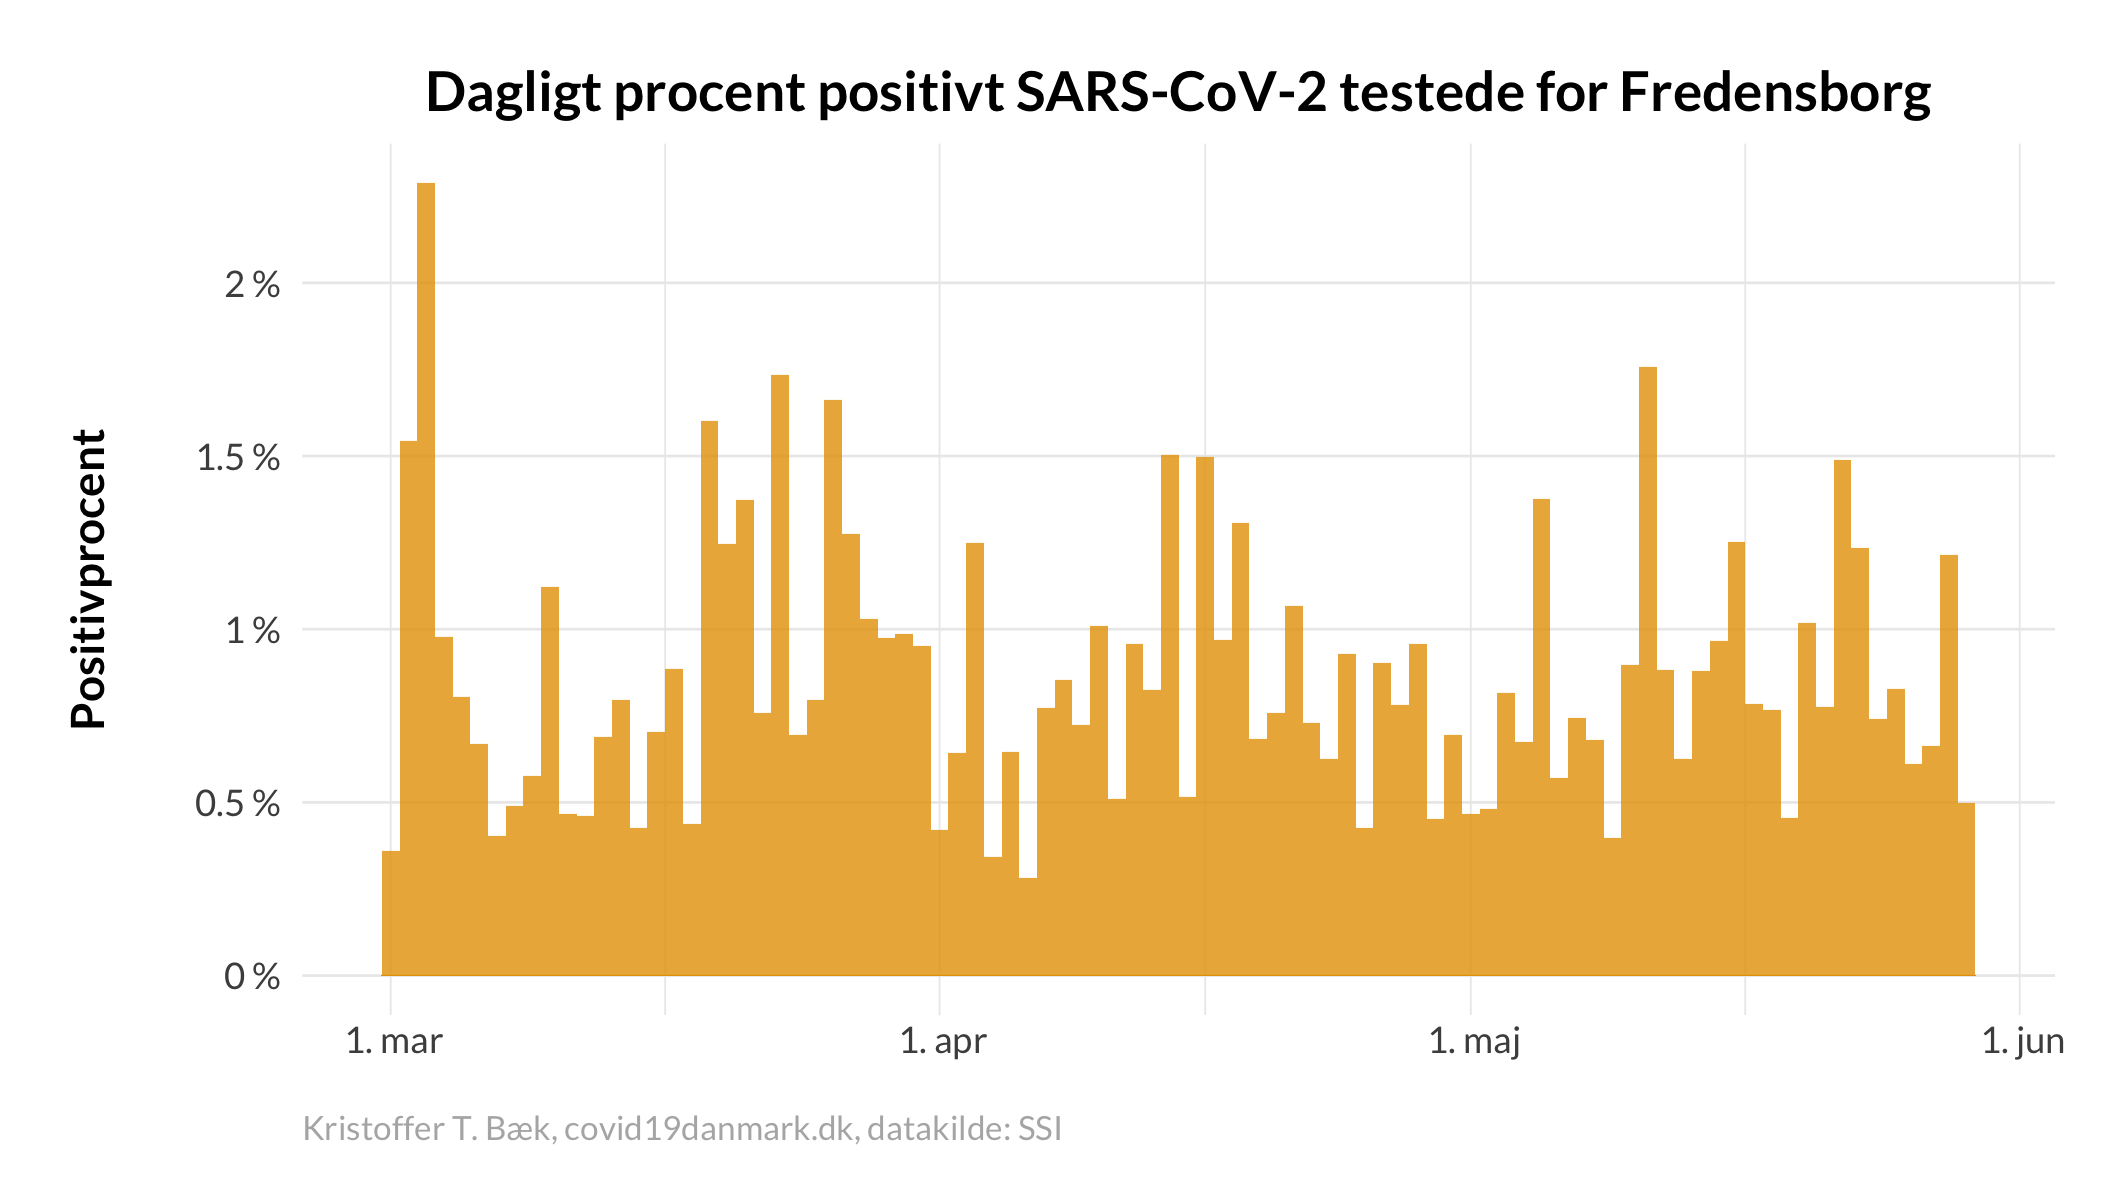 Dagligt procent positivt SARS-CoV-2 testede for Fredensborg
Positivprocent
2 %
1.5 %
1 %
0.5 %
0 %
1. mar
1. apr
1. maj
1. jun
Kristoffer T. Bæk, covid19danmark.dk, datakilde: SSI